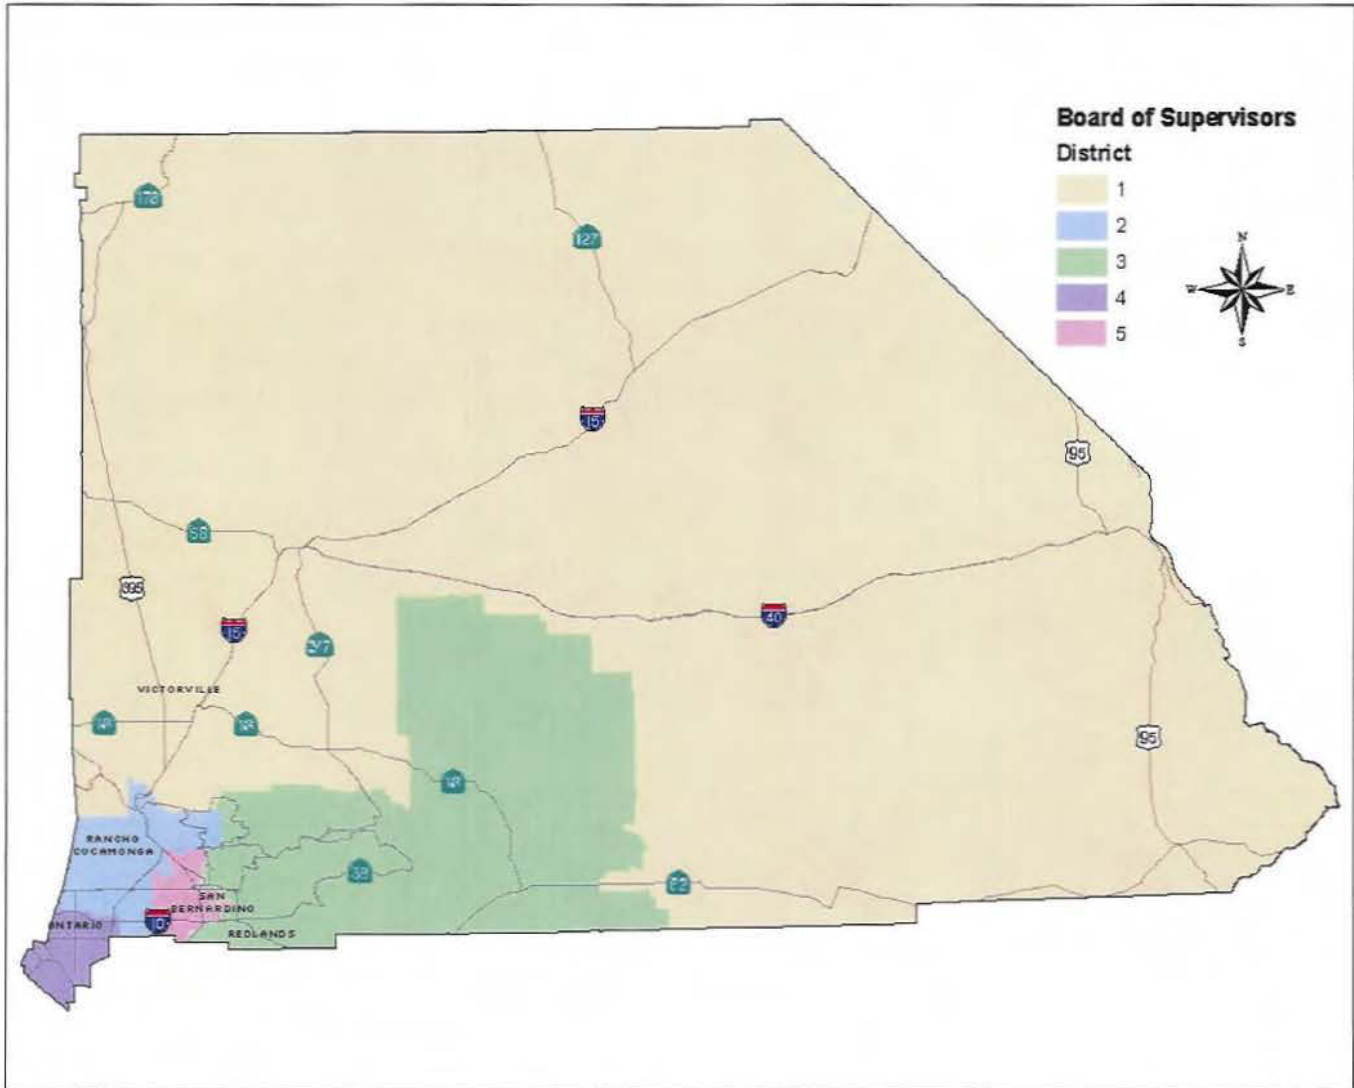 Board of Supervisors
District
1
2
3
4
5
N
W
E
S
178
127
15
95
58
395
15
40
247
VICTORVILLE
18
18
95
18
RANCHO
CUCAMONGA
38
62
SAN
BERNARDINO
10
ONTARIO
REDLANDS